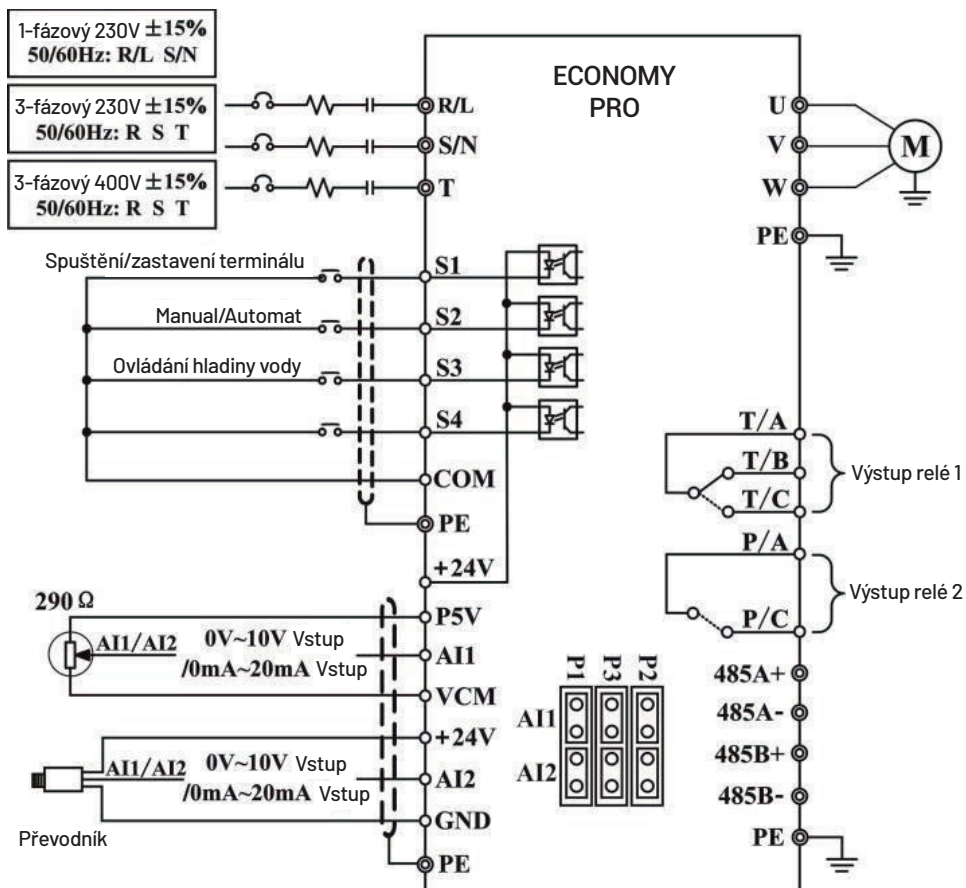 1-fázový 230V ±15%
50/60Hz: R/L S/N
3-fázový 230V ±15%
50/60Hz: R S T
3-fázový 400V ±15%
50/60Hz: R S T
ECONOMY
PRO
R/L
S/N
T
U
V
W
M
PE
Spuštění/zastavení terminálu
S1
Manual/Automat
S2
Ovládání hladiny vody
S3
S4
COM
PE
+24V
T/A
T/B
T/C
Výstup relé 1
P/A
P/C
Výstup relé 2
290 Ω
P5V
AI1/AI2 0V~10V Vstup
/0mA~20mA Vstup
AI1
VCM
+24V
AI1/AI2 0V~10V Vstup
/0mA~20mA Vstup
AI2
GND
Převodník
PE
P1 P3 P2
AI1
AI2
485A+
485A-
485B+
485B-
PE